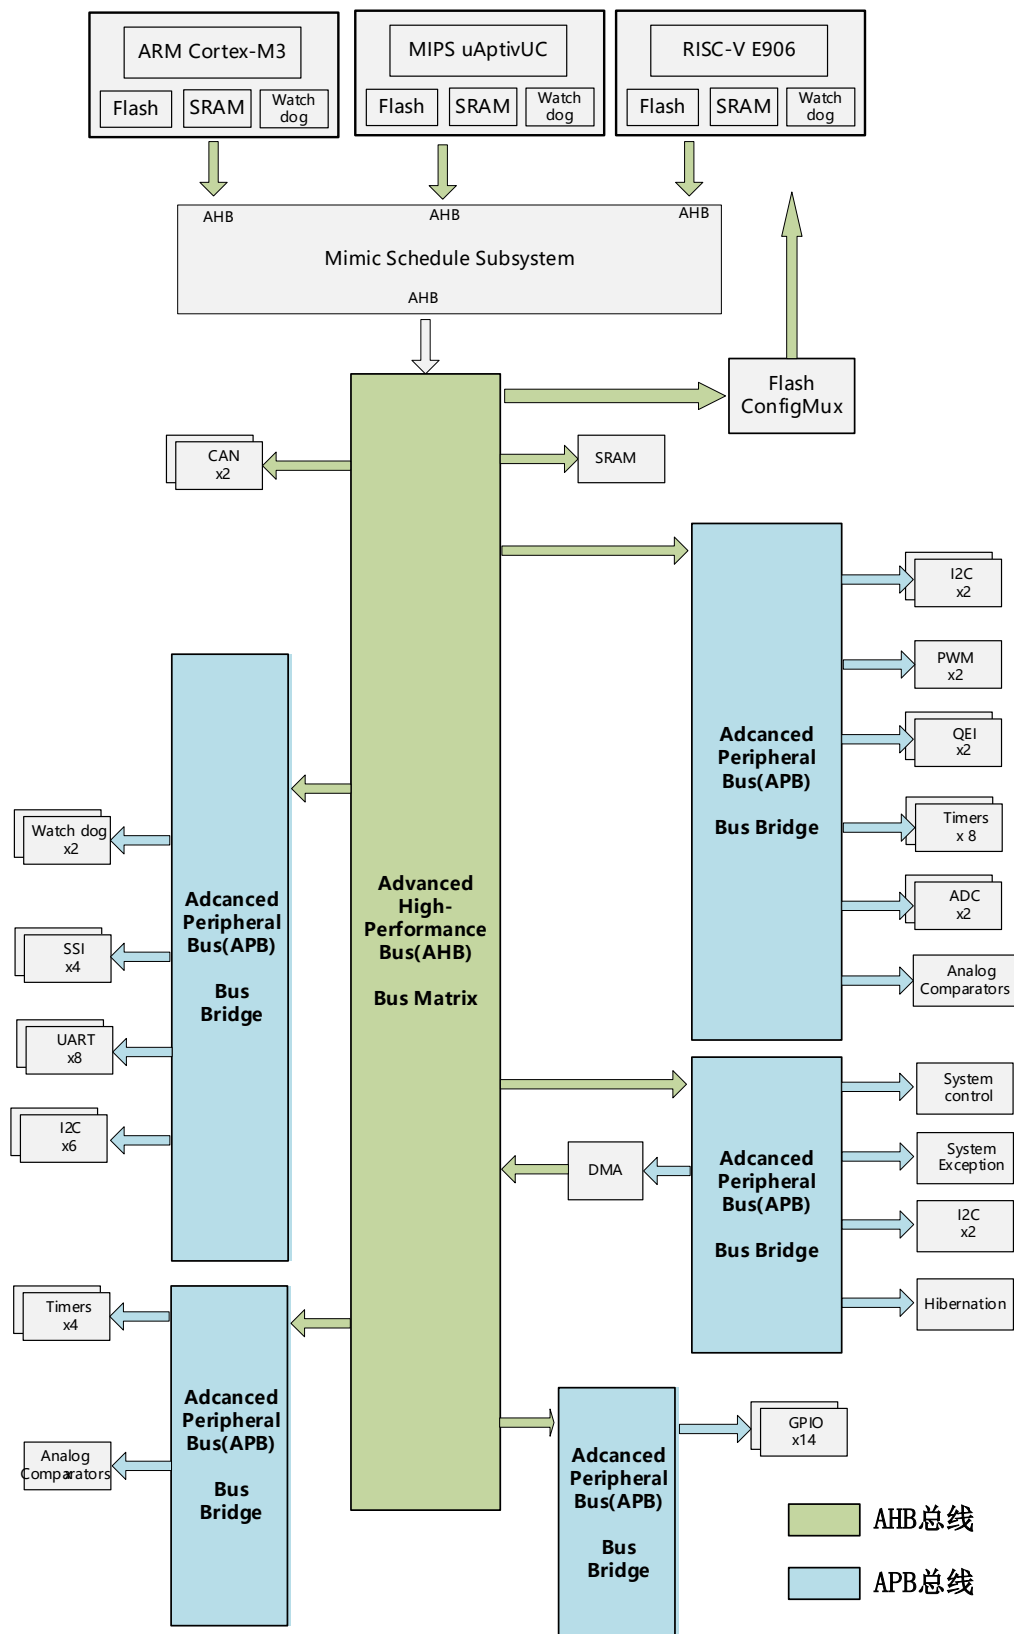 ARM Cortex-M3
Flash
SRAM
Watch
dog
MIPS uAptivUC
Flash
SRAM
Watch
dog
RISC-V E906
Flash
SRAM
Watch
dog
AHB
AHB
AHB
Mimic Schedule Subsystem
AHB
Flash
ConfigMux
CAN
x2
SRAM
I2C
x2
PWM
x2
QEI
x2
Timers
x 8
ADC
x2
Analog
Comparators
Adcanced
Peripheral
Bus(APB)
Bus Bridge
Watch dog
x2
SSI
x4
UART
x8
I2C
x6
Adcanced
Peripheral
Bus(APB)
Bus
Bridge
Advanced
High-
Performance
Bus(AHB)
Bus Matrix
System
control
System
Exception
I2C
x2
Hibernation
DMA
Adcanced
Peripheral
Bus(APB)
Bus Bridge
Timers
x4
Analog
Comparators
x
Adcanced
Peripheral
Bus(APB)
Bus
Bridge
Adcanced
Peripheral
Bus(APB)
Bus
Bridge
GPIO
x14
AHB总线
APB总线